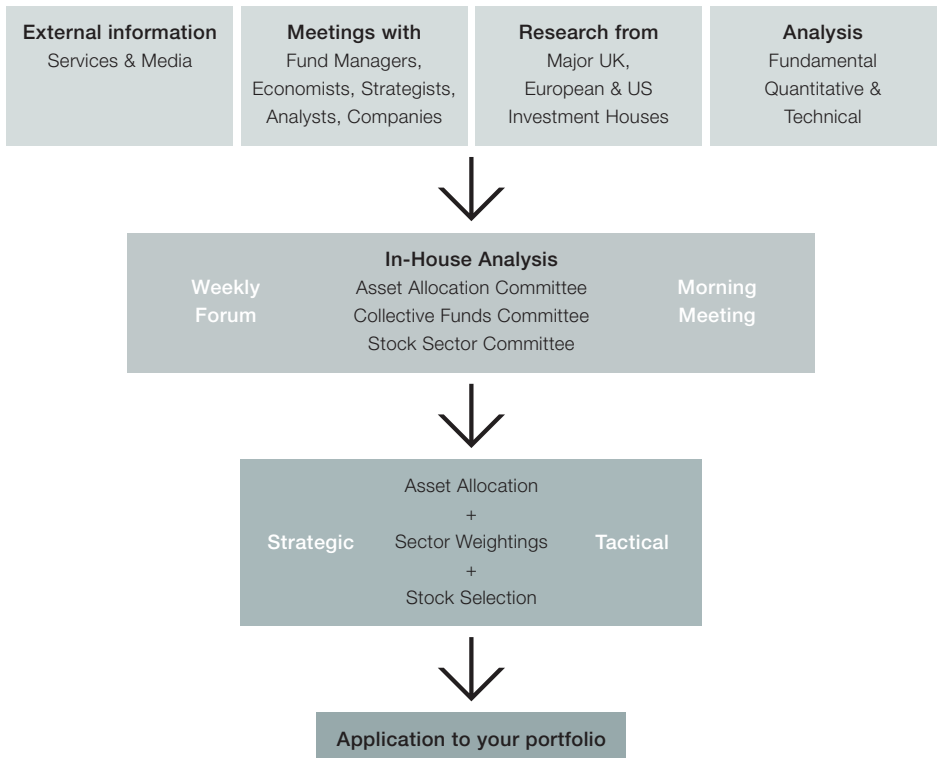 External information
Services & Media
Meetings with
Fund Managers,
Economists, Strategists,
Analysts, Companies
Research from
Major UK,
European & US
Investment Houses
Analysis
Fundamental
Quantitative &
Technical
Weekly
Forum
In-House Analysis
Asset Allocation Committee
Collective Funds Committee
Stock Sector Committee
Morning
Meeting
Strategic
Asset Allocation
+
Sector Weightings
+
Stock Selection
Tactical
Application to your portfolio